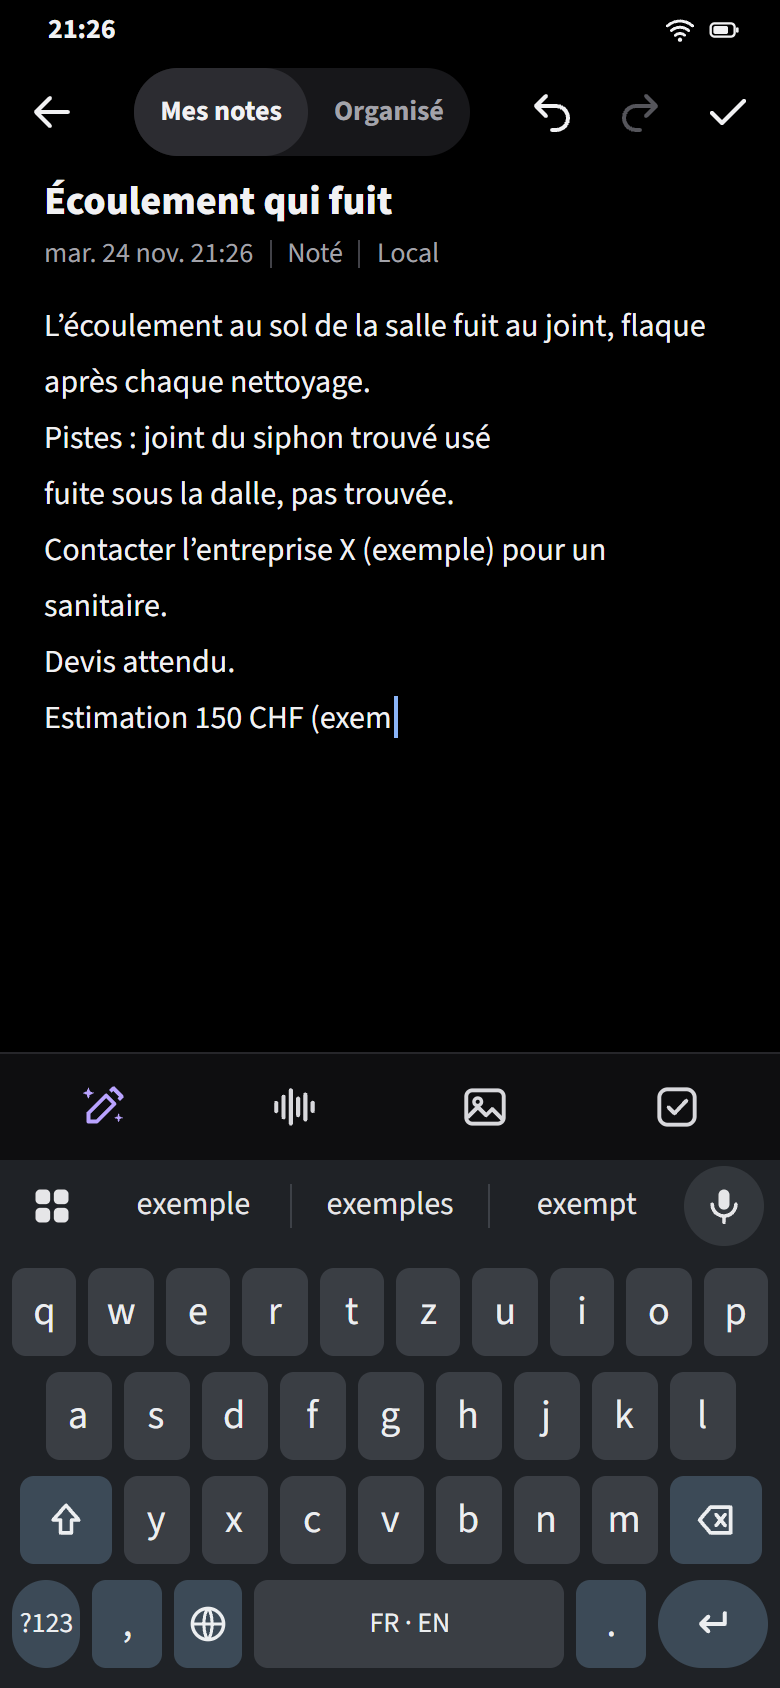 21:26
Mes notes Organisé
Écoulement qui fuit
mar. 24 nov. 21:26 | Noté | Local
L’écoulement au sol de la salle fuit au joint, flaque
après chaque nettoyage.
Pistes : joint du siphon trouvé usé
fuite sous la dalle, pas trouvée.
Contacter l’entreprise X (exemple) pour un
sanitaire.
Devis attendu.
Estimation 150 CHF (exem
exemple exemples exempt
q w e r t z u i o p
a s d f g h j k l
y x c v b n m
?123 , FR · EN .